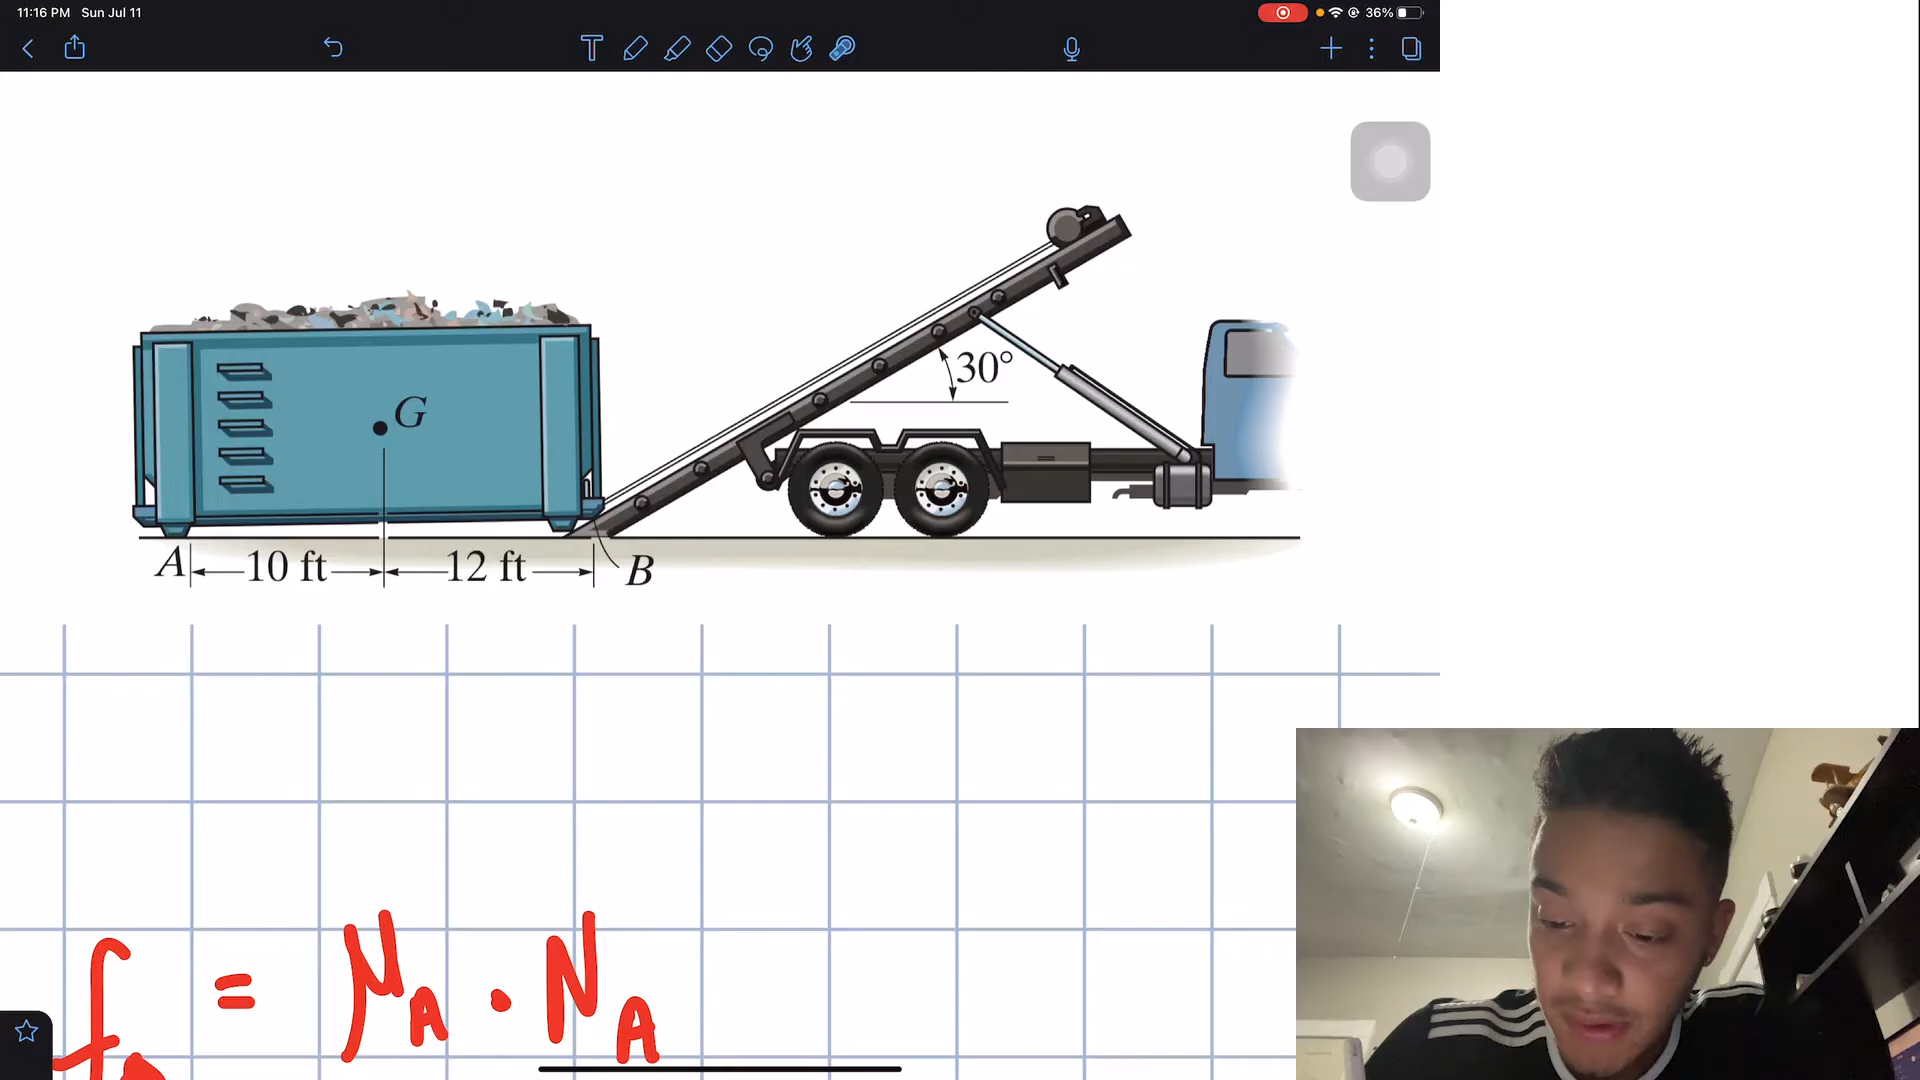 11:16 PM Sun Jul 11
36%
T
G
30°
A 10 ft 12 ft B
f = μA · NA